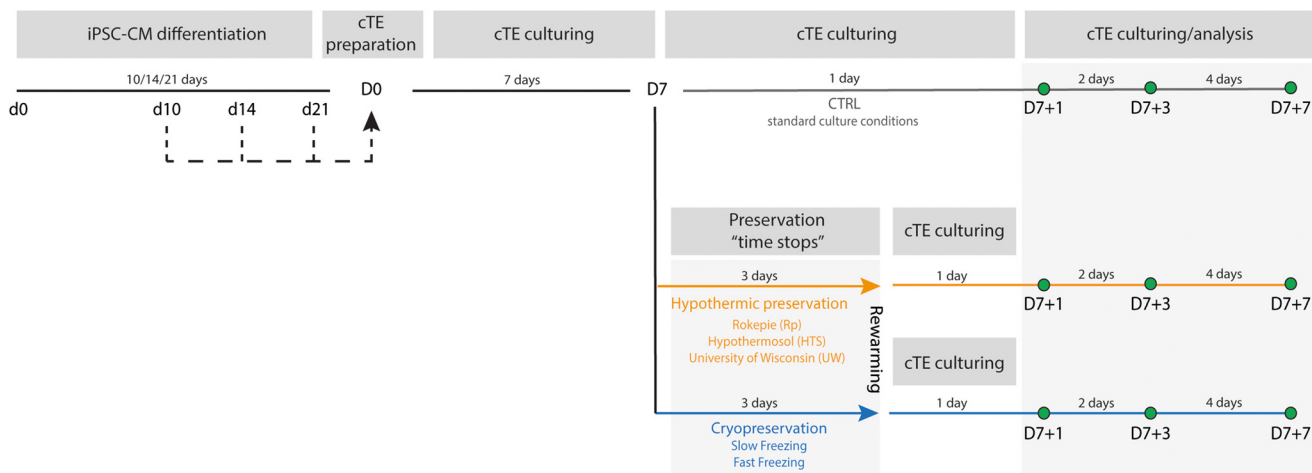 iPSC-CM differentiation
cTE
preparation
cTE culturing
cTE culturing
cTE culturing/analysis
10/14/21 days
D0
7 days
D7
1 day
2 days
4 days
d0
d10
d14
d21
CTRL
standard culture conditions
D7+1
D7+3
D7+7
Preservation
“time stops”
cTE culturing
3 days
1 day
2 days
4 days
Hypothermic preservation
Rokepie (Rp)
Hypothermosol (HTS)
University of Wisconsin (UW)
Rewarming
D7+1
D7+3
D7+7
cTE culturing
3 days
1 day
2 days
4 days
Cryopreservation
Slow Freezing
Fast Freezing
D7+1
D7+3
D7+7